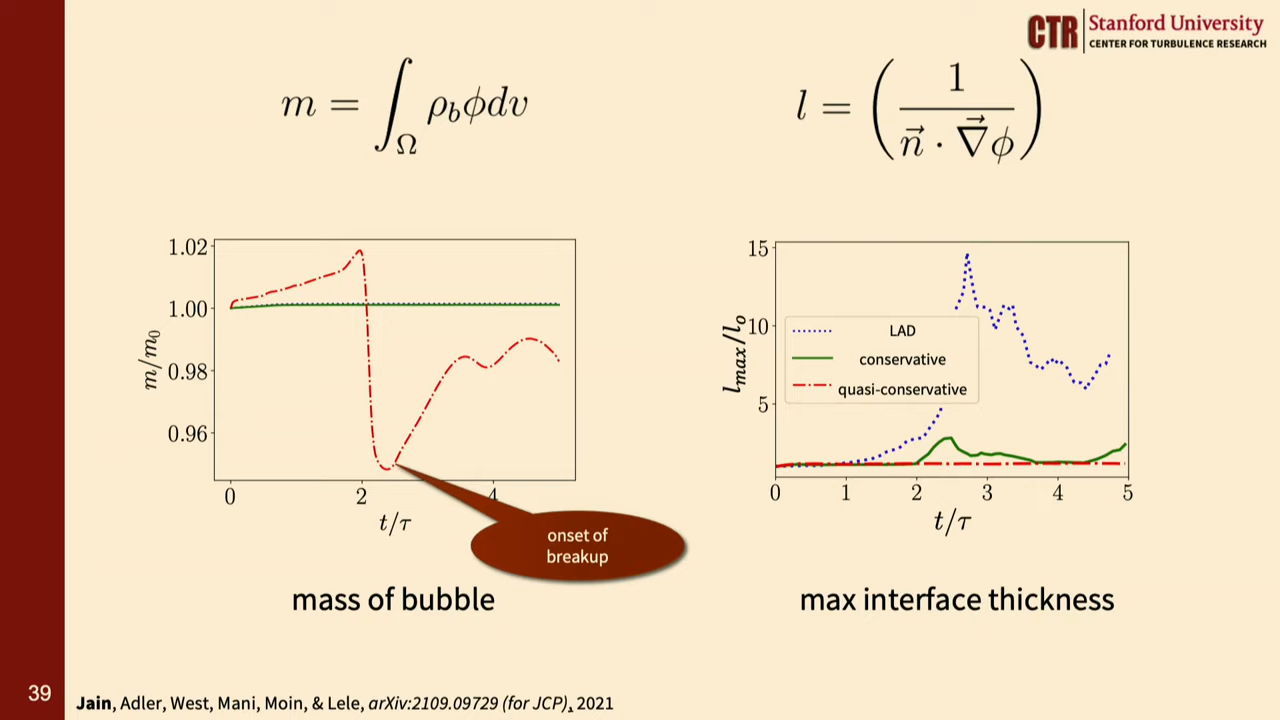 CTR Stanford University
CENTER FOR TURBULENCE RESEARCH
m = ∫_Ω ρ_b ϕ dv
l = ( 1 / ( n⃗ · ∇⃗ϕ ) )
1.02
1.00
0.98
0.96
m/m_0
0
2
4
t/τ
onset of
breakup
mass of bubble
15
10
5
l_max/l_o
LAD
conservative
quasi-conservative
0
1
2
3
4
5
t/τ
max interface thickness
39
Jain, Adler, West, Mani, Moin, & Lele, arXiv:2109.09729 (for JCP), 2021